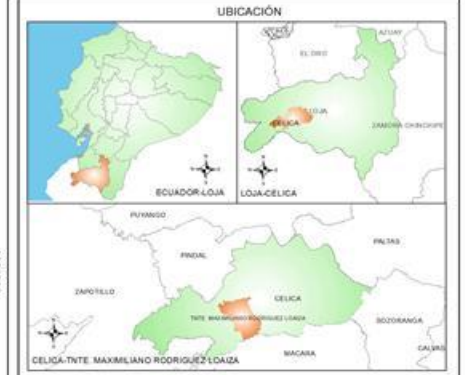 UBICACIÓN
ECUADOR-LOJA
AZUAY
EL ORO
LOJA
CELICA
ZAMORA CHINCHIPE
LOJA-CELICA
PUYANGO
PALTAS
PINDAL
ZAPOTILLO
CELICA
TNTE. MAXIMILIANO RODRIGUEZ LOAIZA
SOZORANGA
MACARA
CALVAS
CELICA-TNTE. MAXIMILIANO RODRIGUEZ LOAIZA